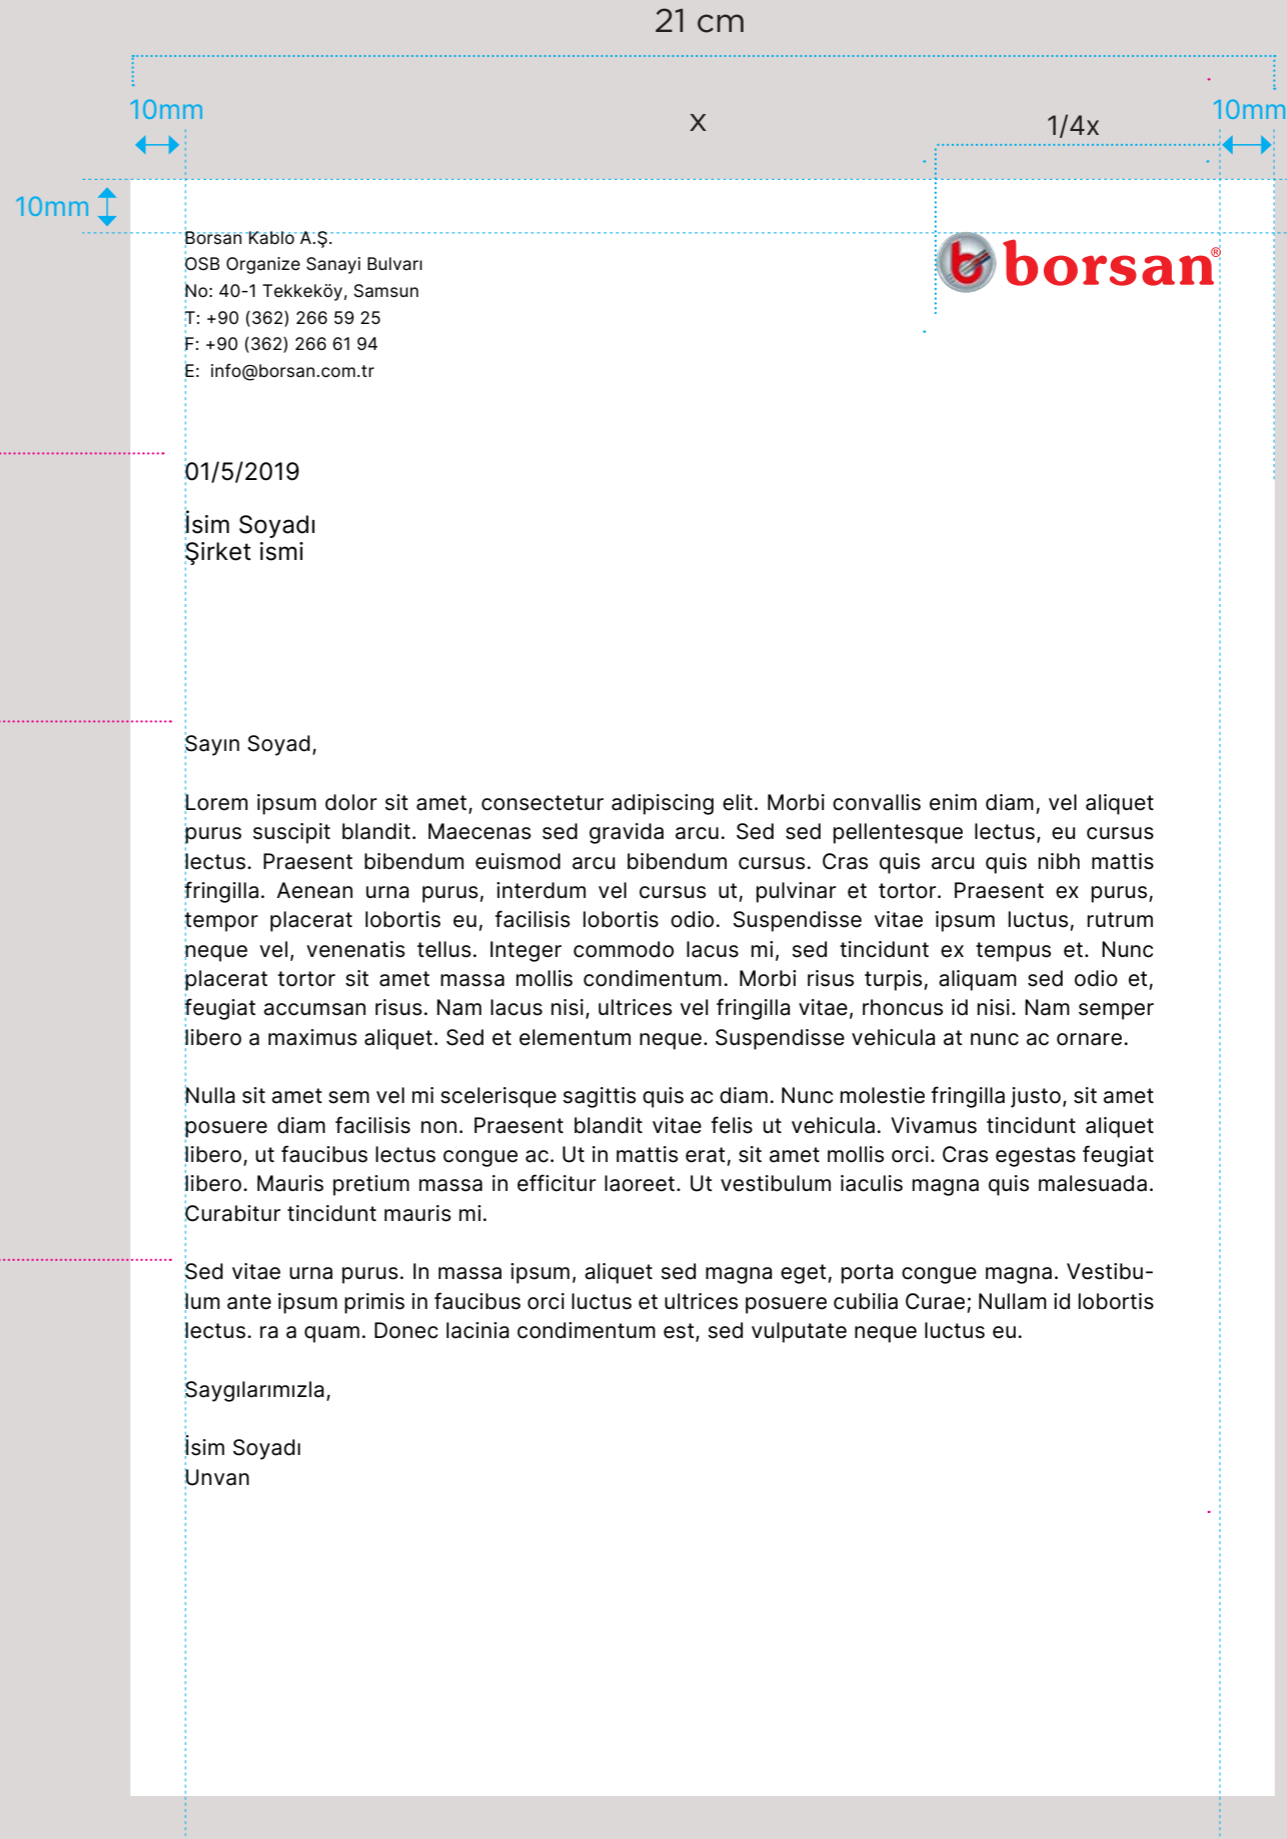 21 cm
10mm
x
1/4x
10mm
10mm
Borsan Kablo A.Ş.
OSB Organize Sanayi Bulvarı
No: 40-1 Tekkeköy, Samsun
T: +90 (362) 266 59 25
F: +90 (362) 266 61 94
E:  info@borsan.com.tr
borsan®
01/5/2019
İsim Soyadı
Şirket ismi
Sayın Soyad,
Lorem ipsum dolor sit amet, consectetur adipiscing elit. Morbi convallis enim diam, vel aliquet
purus suscipit blandit. Maecenas sed gravida arcu. Sed sed pellentesque lectus, eu cursus
lectus. Praesent bibendum euismod arcu bibendum cursus. Cras quis arcu quis nibh mattis
fringilla. Aenean urna purus, interdum vel cursus ut, pulvinar et tortor. Praesent ex purus,
tempor placerat lobortis eu, facilisis lobortis odio. Suspendisse vitae ipsum luctus, rutrum
neque vel, venenatis tellus. Integer commodo lacus mi, sed tincidunt ex tempus et. Nunc
placerat tortor sit amet massa mollis condimentum. Morbi risus turpis, aliquam sed odio et,
feugiat accumsan risus. Nam lacus nisi, ultrices vel fringilla vitae, rhoncus id nisi. Nam semper
libero a maximus aliquet. Sed et elementum neque. Suspendisse vehicula at nunc ac ornare.
Nulla sit amet sem vel mi scelerisque sagittis quis ac diam. Nunc molestie fringilla justo, sit amet
posuere diam facilisis non. Praesent blandit vitae felis ut vehicula. Vivamus tincidunt aliquet
libero, ut faucibus lectus congue ac. Ut in mattis erat, sit amet mollis orci. Cras egestas feugiat
libero. Mauris pretium massa in efficitur laoreet. Ut vestibulum iaculis magna quis malesuada.
Curabitur tincidunt mauris mi.
Sed vitae urna purus. In massa ipsum, aliquet sed magna eget, porta congue magna. Vestibu-
lum ante ipsum primis in faucibus orci luctus et ultrices posuere cubilia Curae; Nullam id lobortis
lectus. ra a quam. Donec lacinia condimentum est, sed vulputate neque luctus eu.
Saygılarımızla,
İsim Soyadı
Unvan